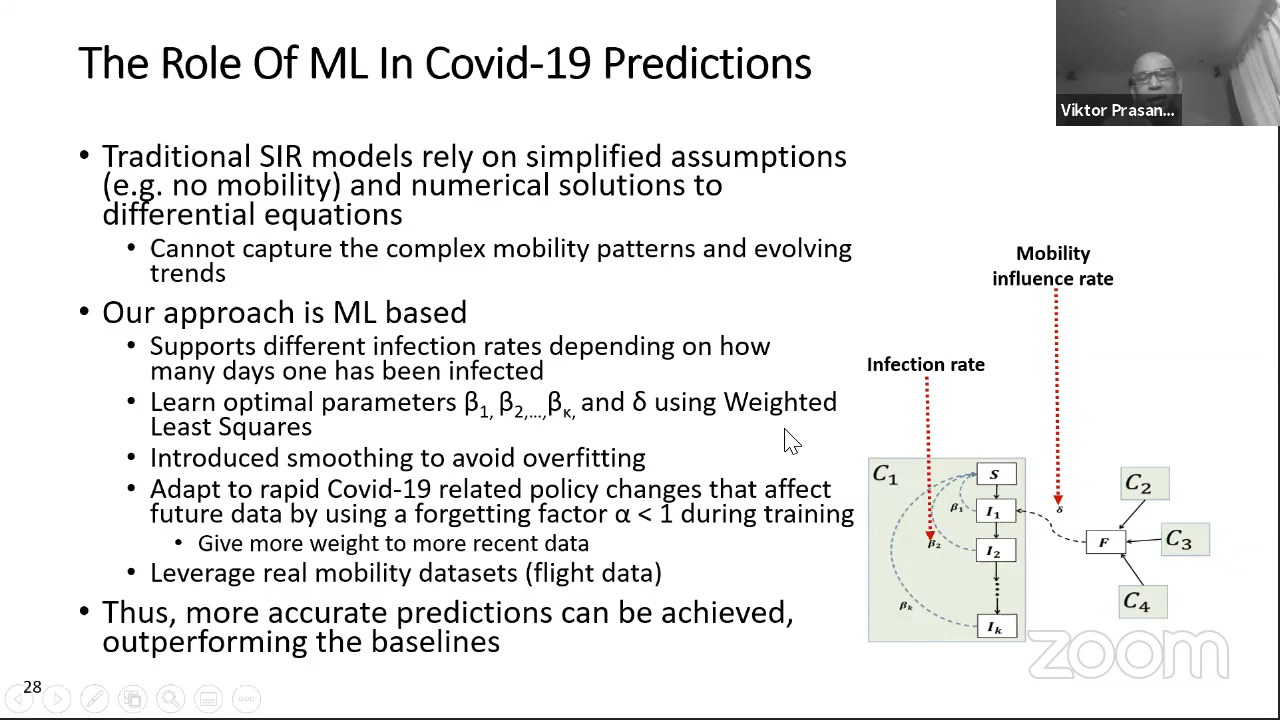 The Role Of ML In Covid-19 Predictions
Viktor Prasan...
• Traditional SIR models rely on simplified assumptions
(e.g. no mobility) and numerical solutions to
differential equations
• Cannot capture the complex mobility patterns and evolving
trends
• Our approach is ML based
• Supports different infection rates depending on how
many days one has been infected
• Learn optimal parameters β1, β2,…,βκ, and δ using Weighted
Least Squares
• Introduced smoothing to avoid overfitting
• Adapt to rapid Covid-19 related policy changes that affect
future data by using a forgetting factor α < 1 during training
• Give more weight to more recent data
• Leverage real mobility datasets (flight data)
• Thus, more accurate predictions can be achieved,
outperforming the baselines
Mobility
influence rate
Infection rate
C1
S
β1
I1
β2
I2
βk
Ik
δ
F
C2
C3
C4
zoom
28